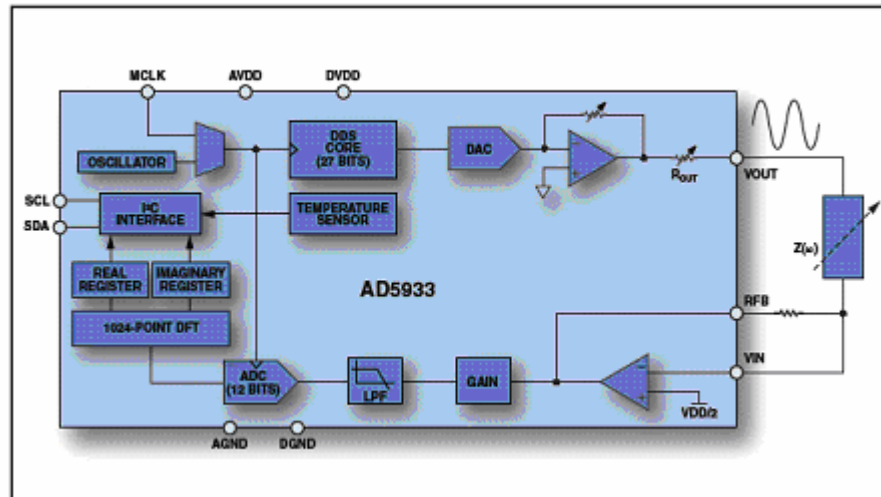 MCLK
AVDD
DVDD
OSCILLATOR
DDS
CORE
(27 BITS)
DAC
ROUT
VOUT
SCL
SDA
I²C
INTERFACE
TEMPERATURE
SENSOR
Z(ω)
REAL
REGISTER
IMAGINARY
REGISTER
AD5933
RFB
1024-POINT DFT
VIN
ADC
(12 BITS)
LPF
GAIN
VDD/2
AGND
DGND